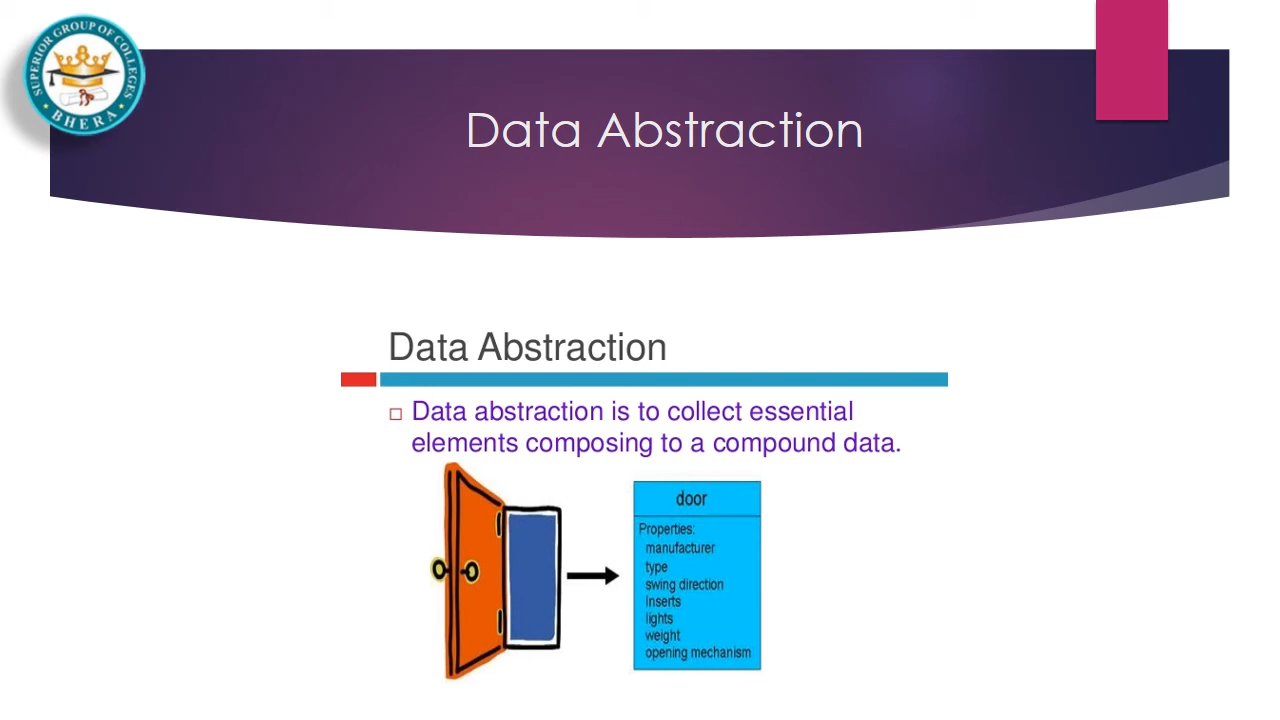 SUPERIOR GROUP OF COLLEGES
BHERA
Data Abstraction
Data Abstraction
Data abstraction is to collect essential
elements composing to a compound data.
door
Properties:
manufacturer
type
swing direction
Inserts
lights
weight
opening mechanism